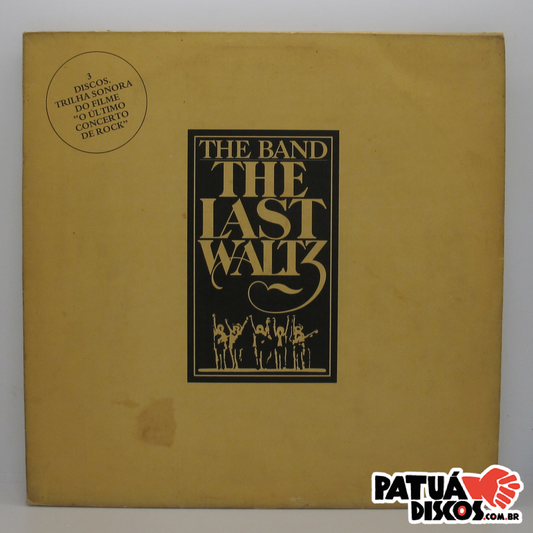 3
DISCOS.
TRILHA SONORA
DO FILME
"O ÚLTIMO
CONCERTO
DE ROCK"
THE BAND
THE
LAST
WALTZ
PATUÁ
DISCOS.COM.BR